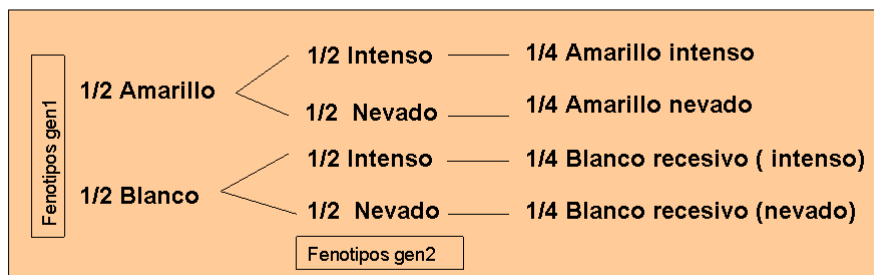 Fenotipos gen1
1/2 Amarillo
1/2 Intenso
1/4 Amarillo intenso
1/2 Nevado
1/4 Amarillo nevado
1/2 Blanco
1/2 Intenso
1/4 Blanco recesivo ( intenso)
1/2 Nevado
1/4 Blanco recesivo (nevado)
Fenotipos gen2